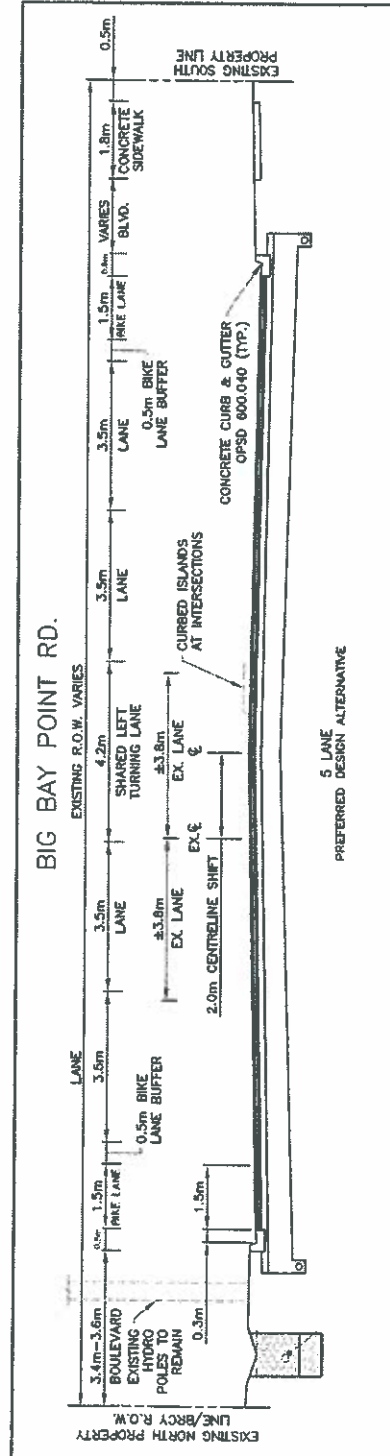 BIG BAY POINT RD.
EXISTING R.O.W. VARIES
LANE
3.4m-3.6m
BOULEVARD
0.5m
1.5m
BIKE LANE
0.5m BIKE
LANE BUFFER
3.5m
3.5m
LANE
4.2m
SHARED LEFT
TURNING LANE
3.5m
LANE
3.5m
LANE
0.5m BIKE
LANE BUFFER
1.5m
BIKE LANE
VARIES
BLVD.
1.8m
CONCRETE
SIDEWALK
0.5m
EXISTING NORTH PROPERTY
LINE/BRCY R.O.W.
EXISTING
HYDRO
POLES TO
REMAIN
0.3m
1.5m
±3.8m
EX. LANE
±3.8m
EX. LANE
EX.℄
℄
2.0m CENTRELINE SHIFT
CURBED ISLANDS
AT INTERSECTIONS
CONCRETE CURB & GUTTER
OPSD 600.040 (TYP.)
EXISTING SOUTH
PROPERTY LINE
5 LANE
PREFERRED DESIGN ALTERNATIVE